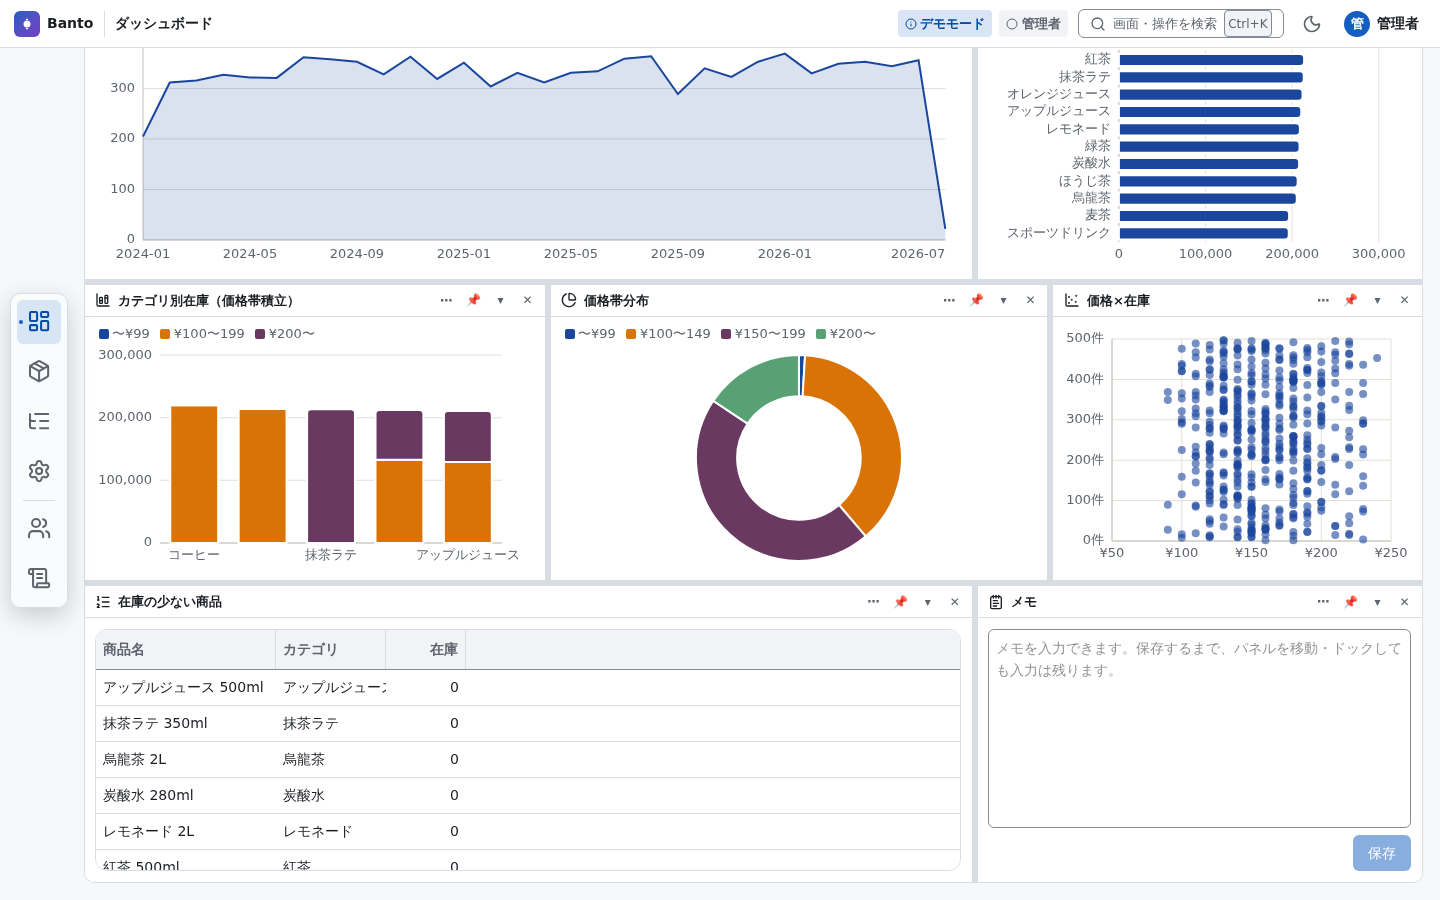 Banto
ダッシュボード
デモモード
管理者
画面・操作を検索 Ctrl+K
管 管理者
300
200
100
0
2024-01 2024-05 2024-09 2025-01 2025-05 2025-09 2026-01 2026-07
紅茶
抹茶ラテ
オレンジジュース
アップルジュース
レモネード
緑茶
炭酸水
ほうじ茶
烏龍茶
麦茶
スポーツドリンク
0 100,000 200,000 300,000
カテゴリ別在庫（価格帯積立）
〜¥99 ¥100〜199 ¥200〜
300,000
200,000
100,000
0
コーヒー 抹茶ラテ アップルジュース
価格帯分布
〜¥99 ¥100〜149 ¥150〜199 ¥200〜
価格×在庫
500件
400件
300件
200件
100件
0件
¥50 ¥100 ¥150 ¥200 ¥250
在庫の少ない商品
商品名 カテゴリ 在庫
アップルジュース 500ml アップルジュース 0
抹茶ラテ 350ml 抹茶ラテ 0
烏龍茶 2L 烏龍茶 0
炭酸水 280ml 炭酸水 0
レモネード 2L レモネード 0
紅茶 500ml 紅茶 0
メモ
メモを入力できます。保存するまで、パネルを移動・ドックして
も入力は残ります。
保存